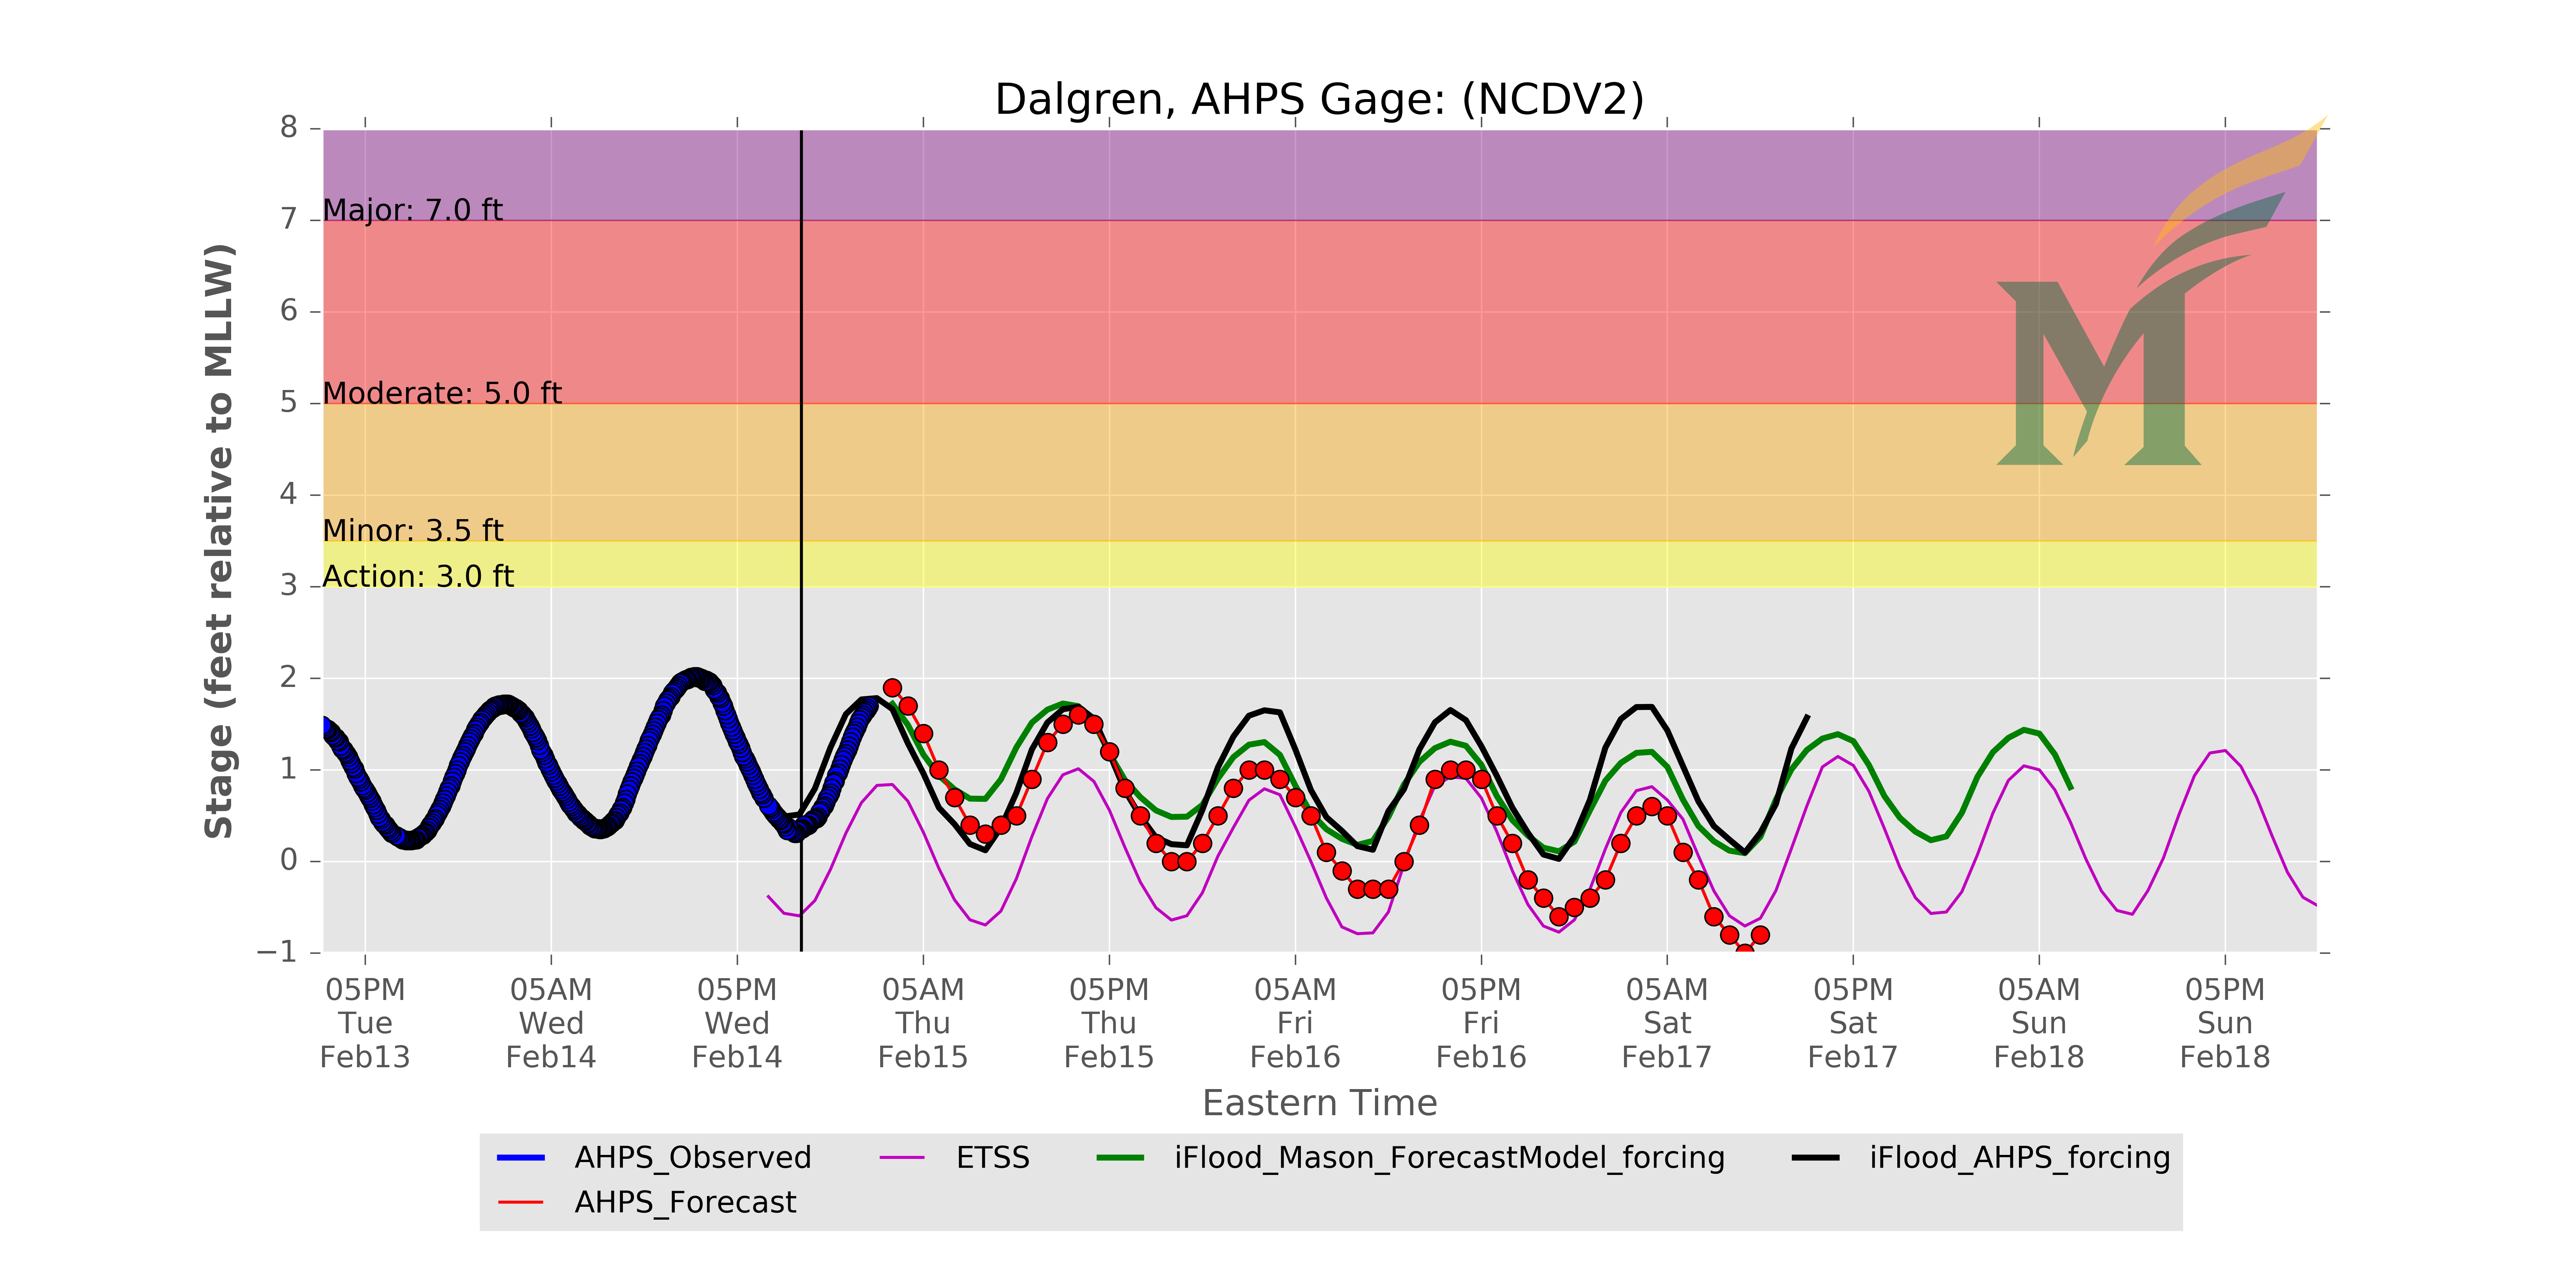 Dalgren, AHPS Gage: (NCDV2)
8
7
6
5
4
3
2
1
0
−1
Stage (feet relative to MLLW)
Major: 7.0 ft
Moderate: 5.0 ft
Minor: 3.5 ft
Action: 3.0 ft
M
05PM 05AM 05PM 05AM 05PM 05AM 05PM 05AM 05PM 05AM 05PM
Tue Wed Wed Thu Thu Fri Fri Sat Sat Sun Sun
Feb13 Feb14 Feb14 Feb15 Feb15 Feb16 Feb16 Feb17 Feb17 Feb18 Feb18
Eastern Time
AHPS_Observed ETSS iFlood_Mason_ForecastModel_forcing iFlood_AHPS_forcing
AHPS_Forecast